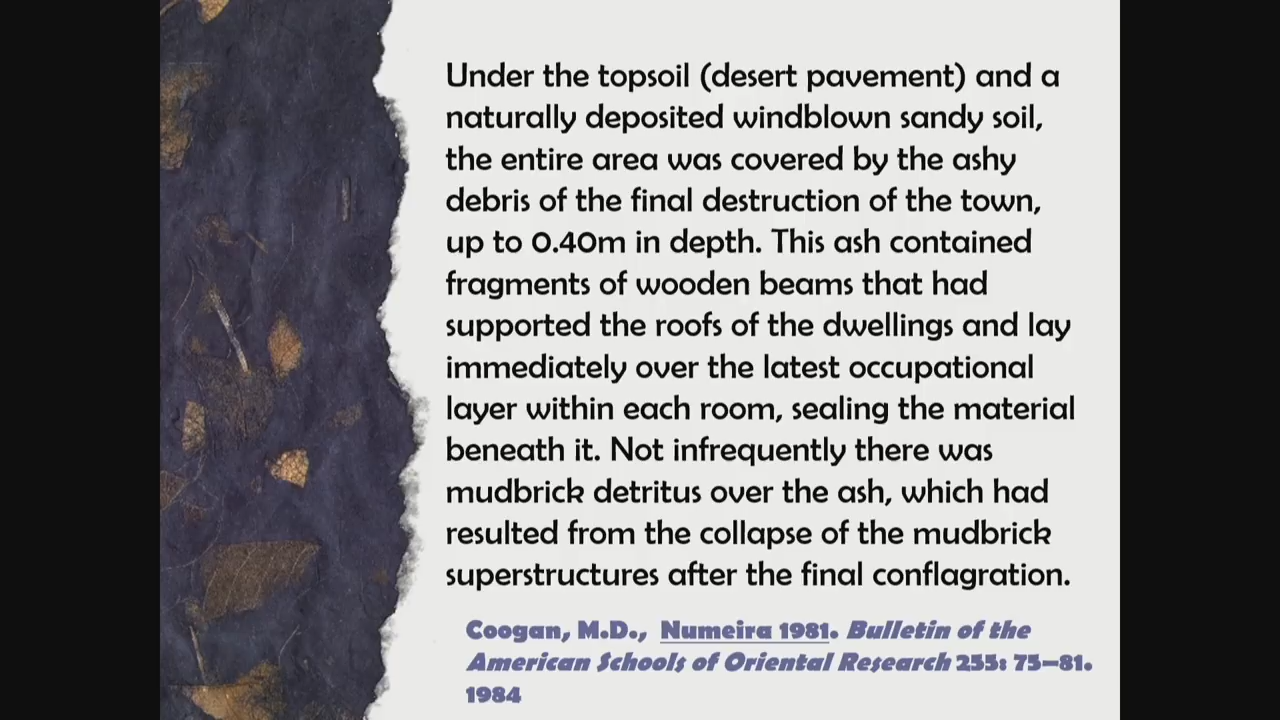 Under the topsoil (desert pavement) and a
naturally deposited windblown sandy soil,
the entire area was covered by the ashy
debris of the final destruction of the town,
up to 0.40m in depth. This ash contained
fragments of wooden beams that had
supported the roofs of the dwellings and lay
immediately over the latest occupational
layer within each room, sealing the material
beneath it. Not infrequently there was
mudbrick detritus over the ash, which had
resulted from the collapse of the mudbrick
superstructures after the final conflagration.
Coogan, M.D., Numeira 1981. Bulletin of the
American Schools of Oriental Research 255: 75–81.
1984